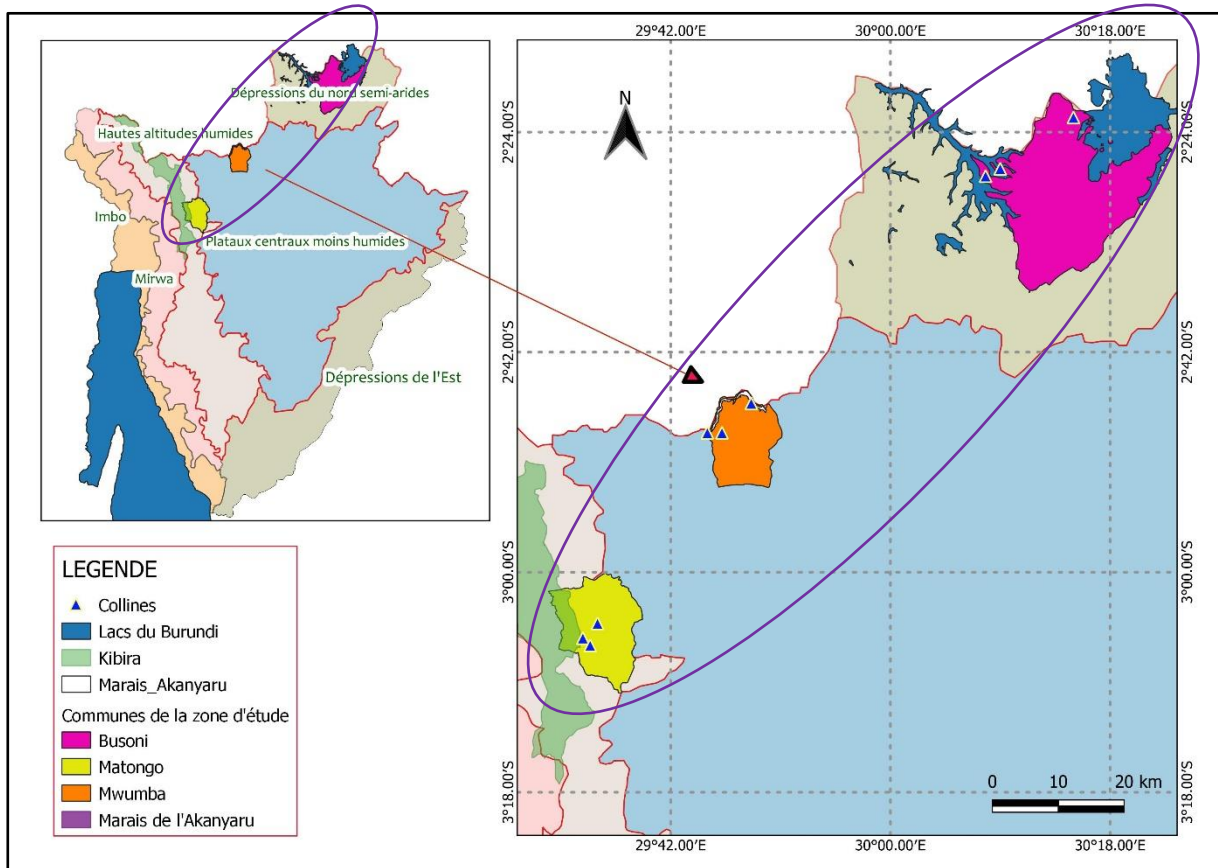 Dépressions du nord semi-arides
Hautes altitudes humides
Imbo
Plataux centraux moins humides
Mirwa
Dépressions de l'Est
LEGENDE
Collines
Lacs du Burundi
Kibira
Marais_Akanyaru
Communes de la zone d'étude
Busoni
Matongo
Mwumba
Marais de l'Akanyaru
29°42.00'E 30°00.00'E 30°18.00'E
N
2°24.00'S 2°24.00'S
2°42.00'S 2°42.00'S
3°00.00'S 3°00.00'S
3°18.00'S 3°18.00'S
0 10 20 km
29°42.00'E 30°00.00'E 30°18.00'E